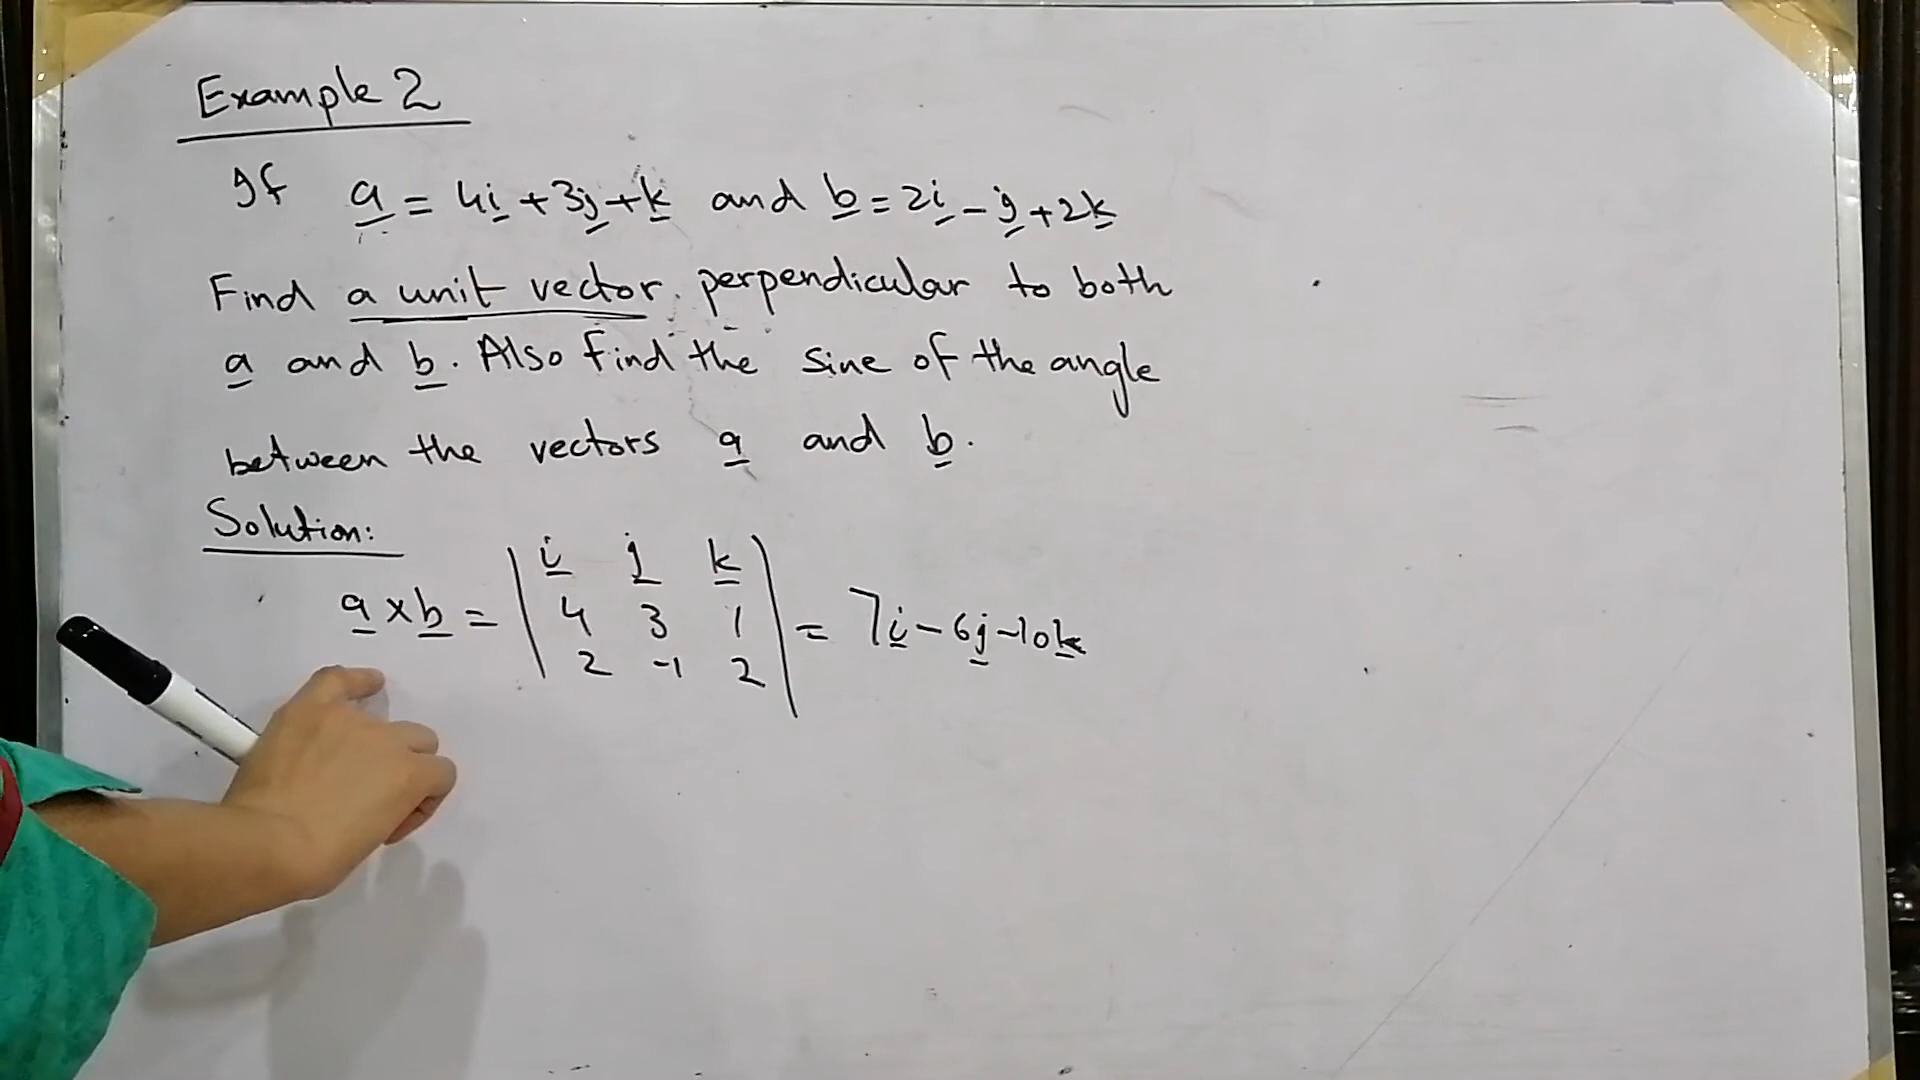 Example 2
If a = 4i + 3j + k and b = 2i - j + 2k
Find a unit vector perpendicular to both
a and b. Also find the sine of the angle
between the vectors a and b.
Solution:
a × b = | i j k | = 7i - 6j - 10k
4 3 1
2 -1 2